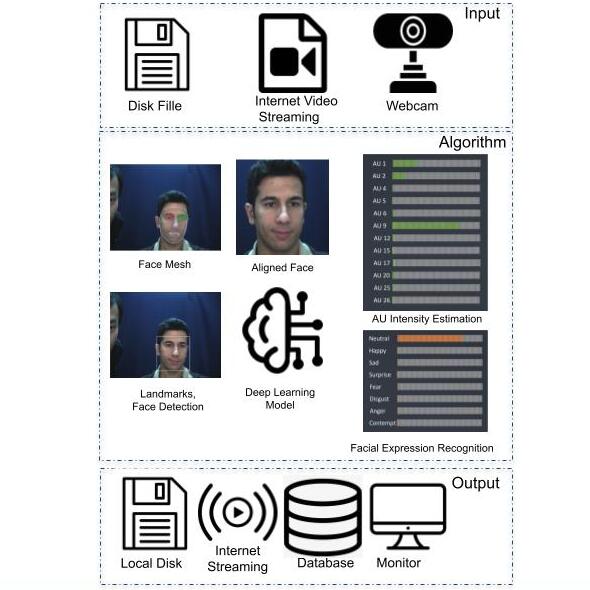 Input
Disk Fille
Internet Video
Streaming
Webcam
Algorithm
Face Mesh
Aligned Face
AU 1
AU 2
AU 4
AU 5
AU 6
AU 9
AU 12
AU 15
AU 17
AU 20
AU 25
AU 26
AU Intensity Estimation
Landmarks,
Face Detection
Deep Learning
Model
Neutral
Happy
Sad
Surprise
Fear
Disgust
Anger
Contempt
Facial Expression Recognition
Output
Local Disk
Internet
Streaming
Database
Monitor